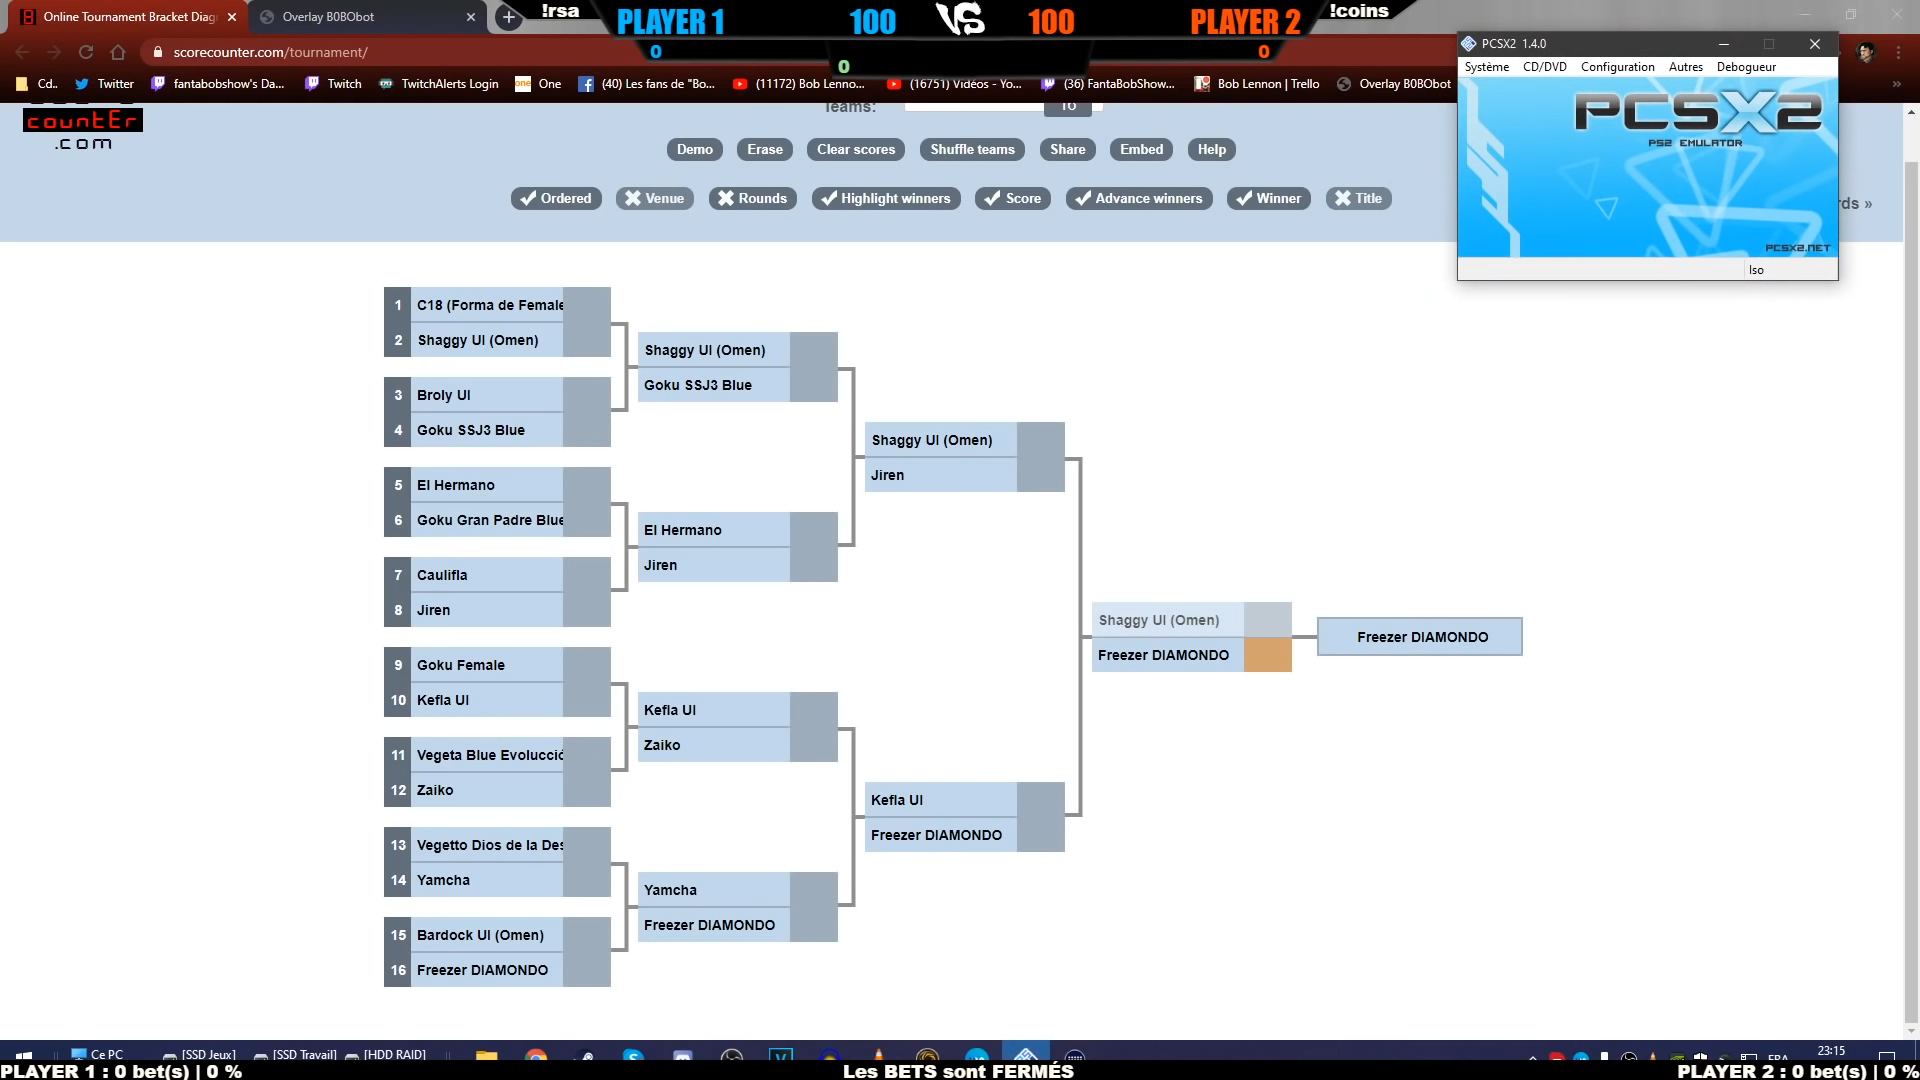 Online Tournament Bracket Diag
Overlay B0BObot
!rsa
PLAYER 1
100
VS
100
PLAYER 2
!coins
0
0
0
scorecounter.com/tournament/
Cd..
Twitter
fantabobshow's Da...
Twitch
TwitchAlerts Login
One
(40) Les fans de "Bo...
(11172) Bob Lenno...
(16751) Vidéos - Yo...
(36) FantaBobShow...
Bob Lennon | Trello
Overlay B0BObot
PCSX2 1.4.0
Système CD/DVD Configuration Autres Debogueur
PCSX2
PS2 EMULATOR
PCSX2.NET
Iso
countEr
.com
Teams:
16
Demo
Erase
Clear scores
Shuffle teams
Share
Embed
Help
Ordered
Venue
Rounds
Highlight winners
Score
Advance winners
Winner
Title
rds »
1 C18 (Forma de Female
2 Shaggy UI (Omen)
3 Broly UI
4 Goku SSJ3 Blue
5 El Hermano
6 Goku Gran Padre Blue
7 Caulifla
8 Jiren
9 Goku Female
10 Kefla UI
11 Vegeta Blue Evolucció
12 Zaiko
13 Vegetto Dios de la Des
14 Yamcha
15 Bardock UI (Omen)
16 Freezer DIAMONDO
Shaggy UI (Omen)
Goku SSJ3 Blue
El Hermano
Jiren
Kefla UI
Zaiko
Yamcha
Freezer DIAMONDO
Shaggy UI (Omen)
Jiren
Kefla UI
Freezer DIAMONDO
Shaggy UI (Omen)
Freezer DIAMONDO
Freezer DIAMONDO
Ce PC
[SSD Jeux]
[SSD Travail]
[HDD RAID]
FRA
23:15
PLAYER 1 : 0 bet(s) | 0 %
Les BETS sont FERMÉS
PLAYER 2 : 0 bet(s) | 0 %